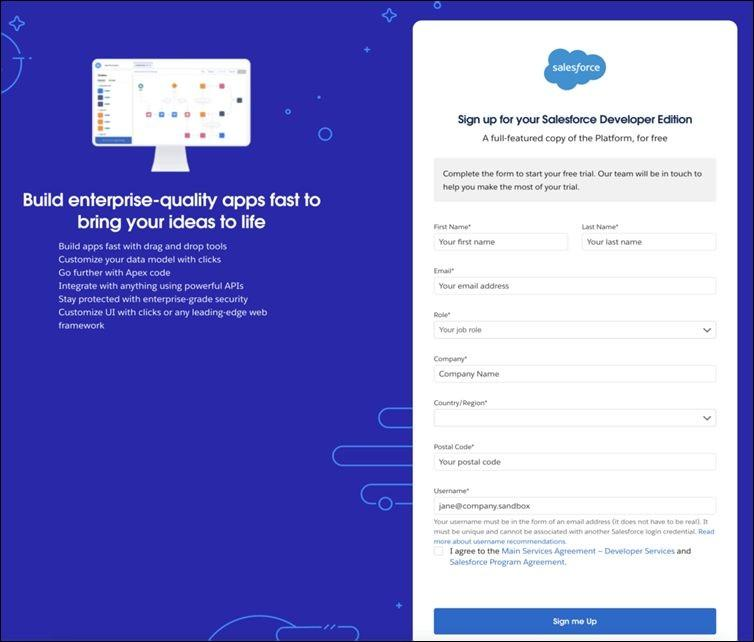 Build enterprise-quality apps fast to
bring your ideas to life
Build apps fast with drag and drop tools
Customize your data model with clicks
Go further with Apex code
Integrate with anything using powerful APIs
Stay protected with enterprise-grade security
Customize UI with clicks or any leading-edge web
framework
salesforce
Sign up for your Salesforce Developer Edition
A full-featured copy of the Platform, for free
Complete the form to start your free trial. Our team will be in touch to
help you make the most of your trial.
First Name* Last Name*
Your first name Your last name
Email*
Your email address
Role*
Your job role
Company*
Company Name
Country/Region*
Postal Code*
Your postal code
Username*
jane@company.sandbox
Your username must be in the form of an email address (it does not have to be real). It
must be unique and cannot be associated with another Salesforce login credential. Read
more about username recommendations.
I agree to the Main Services Agreement – Developer Services and
Salesforce Program Agreement.
Sign me Up